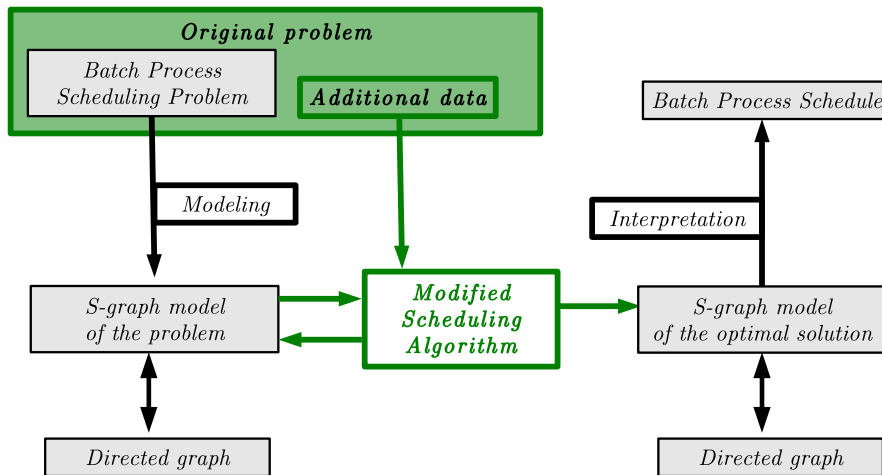 Original problem
Batch Process
Scheduling Problem
Additional data
Batch Process Schedule
Modeling
Interpretation
S-graph model
of the problem
Modified
Scheduling
Algorithm
S-graph model
of the optimal solution
Directed graph
Directed graph